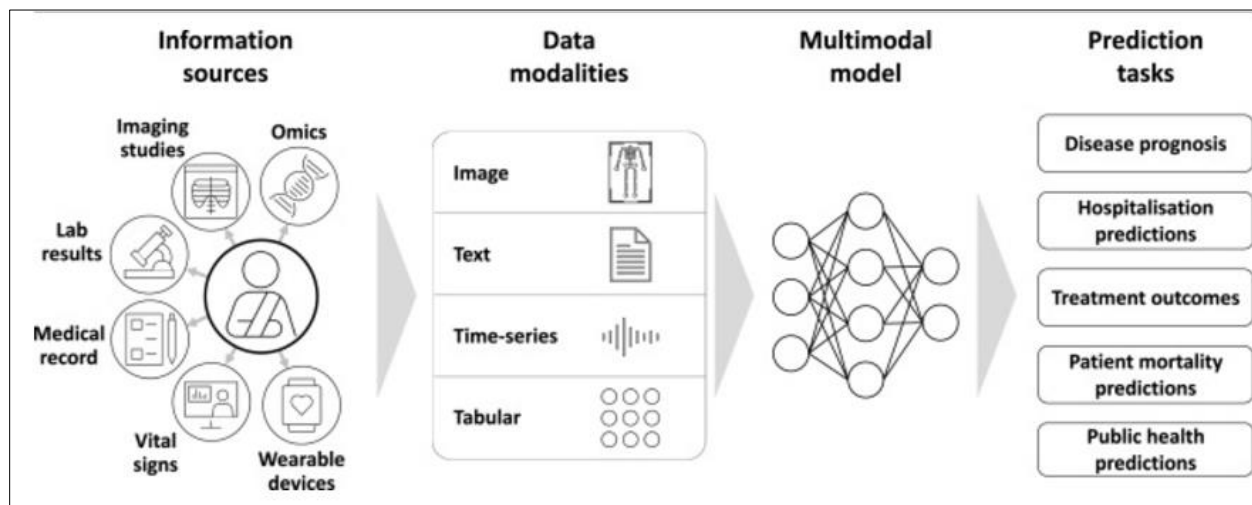 Information
sources
Data
modalities
Multimodal
model
Prediction
tasks
Imaging
studies
Omics
Lab
results
Medical
record
Vital
signs
Wearable
devices
Image
Text
Time-series
Tabular
Disease prognosis
Hospitalisation
predictions
Treatment outcomes
Patient mortality
predictions
Public health
predictions